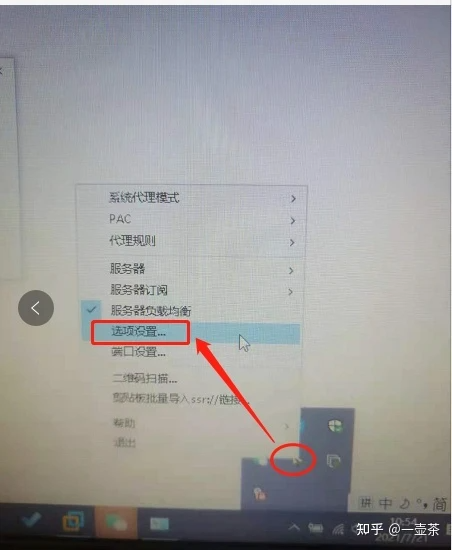 系统代理模式
PAC
代理规则
服务器
服务器订阅
服务器负载均衡
选项设置...
端口设置...
二维码扫描...
剪贴板批量导入ssr://链接...
帮助
退出
拼 中 简
10:54
知乎 @一壶茶